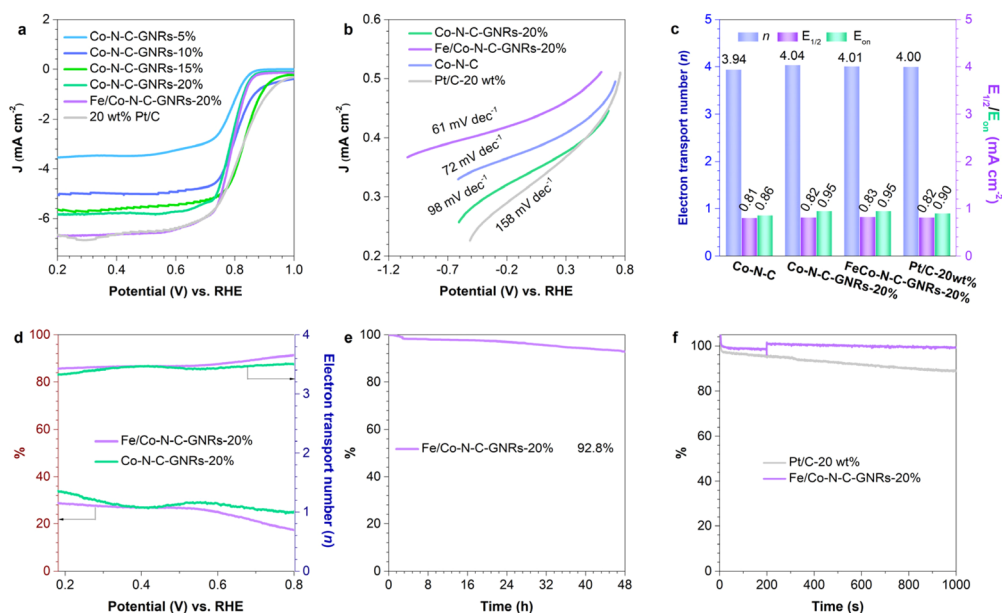 a
Co-N-C-GNRs-5%
Co-N-C-GNRs-10%
Co-N-C-GNRs-15%
Co-N-C-GNRs-20%
Fe/Co-N-C-GNRs-20%
20 wt% Pt/C
J (mA cm⁻²)
0
-2
-4
-6
0.2 0.4 0.6 0.8 1.0
Potential (V) vs. RHE
b
Co-N-C-GNRs-20%
Fe/Co-N-C-GNRs-20%
Co-N-C
Pt/C-20 wt%
61 mV dec⁻¹
72 mV dec⁻¹
98 mV dec⁻¹
158 mV dec⁻¹
J (mA cm⁻²)
0.6
0.5
0.4
0.3
0.2
-1.2 -0.7 -0.2 0.3 0.8
Potential (V) vs. RHE
c
n E1/2 Eon
3.94 4.04 4.01 4.00
0.81 0.86 0.82 0.95 0.83 0.95 0.82 0.90
Electron transport number (n)
5
4
3
2
1
0
E1/2/Eon (mA cm⁻²)
5
4
3
2
1
0
Co-N-C
Co-N-C-GNRs-20%
FeCo-N-C-GNRs-20%
Pt/C-20wt%
d
Fe/Co-N-C-GNRs-20%
Co-N-C-GNRs-20%
%
100
80
60
40
20
0
Electron transport number (n)
4
3
2
1
0
0.2 0.4 0.6 0.8
Potential (V) vs. RHE
e
Fe/Co-N-C-GNRs-20% 92.8%
%
100
80
60
40
20
0
0 8 16 24 32 40 48
Time (h)
f
Pt/C-20 wt%
Fe/Co-N-C-GNRs-20%
%
100
80
60
40
20
0
0 200 400 600 800 1000
Time (s)